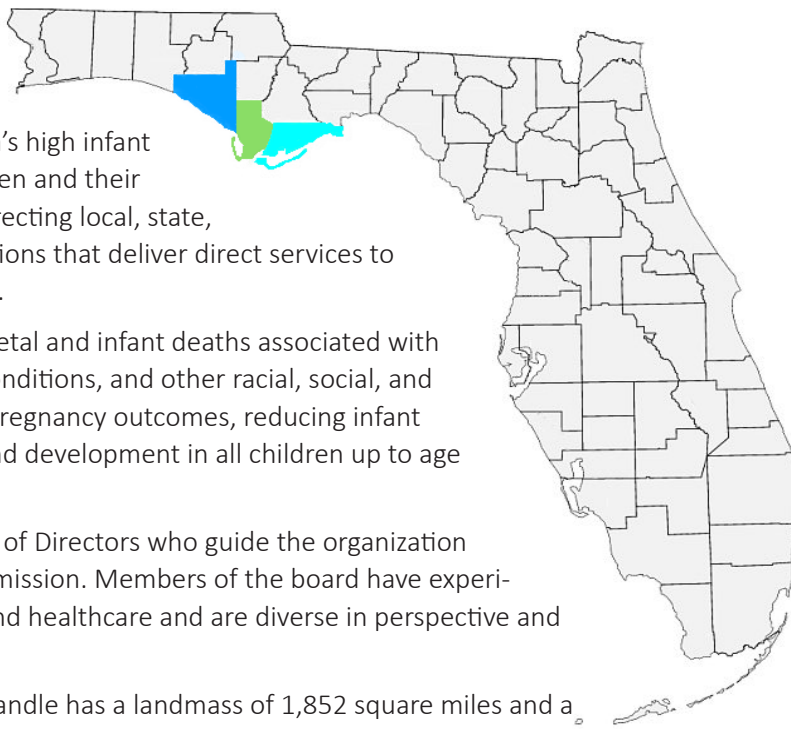 's high infant
en and their
recting local, state,
tions that deliver direct services to
.
etal and infant deaths associated with
onditions, and other racial, social, and
regnancy outcomes, reducing infant
nd development in all children up to age
of Directors who guide the organization
mission. Members of the board have experi-
nd healthcare and are diverse in perspective and
andle has a landmass of 1,852 square miles and a